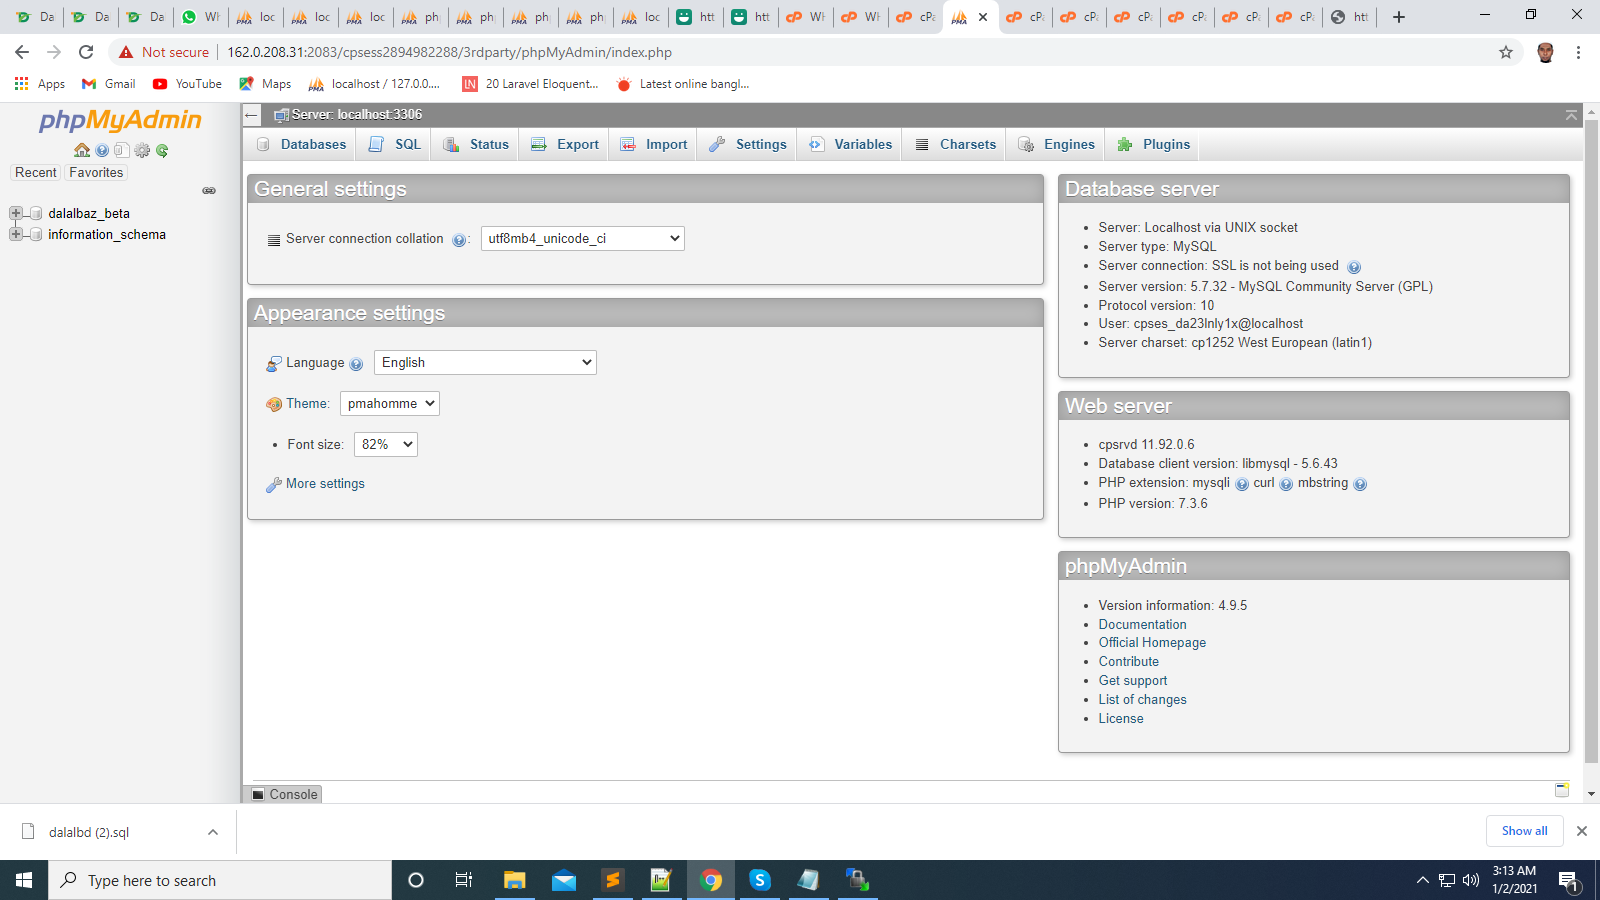 Da
Da
Da
Wh
loc
loc
loc
php
php
php
php
loc
htt
htt
WH
WH
cPa
cPa
cPa
cPa
cPa
cPa
cPa
htt
Not secure 162.0.208.31:2083/cpsess2894982288/3rdparty/phpMyAdmin/index.php
Apps Gmail YouTube Maps localhost / 127.0.0.... 20 Laravel Eloquent... Latest online bangl...
phpMyAdmin
Recent Favorites
dalalbaz_beta
information_schema
Server: localhost:3306
Databases SQL Status Export Import Settings Variables Charsets Engines Plugins
General settings
Server connection collation : utf8mb4_unicode_ci
Appearance settings
Language English
Theme: pmahomme
Font size: 82%
More settings
Database server
Server: Localhost via UNIX socket
Server type: MySQL
Server connection: SSL is not being used
Server version: 5.7.32 - MySQL Community Server (GPL)
Protocol version: 10
User: cpses_da23lnly1x@localhost
Server charset: cp1252 West European (latin1)
Web server
cpsrvd 11.92.0.6
Database client version: libmysql - 5.6.43
PHP extension: mysqli curl mbstring
PHP version: 7.3.6
phpMyAdmin
Version information: 4.9.5
Documentation
Official Homepage
Contribute
Get support
List of changes
License
Console
dalalbd (2).sql
Show all
Type here to search
3:13 AM
1/2/2021
1